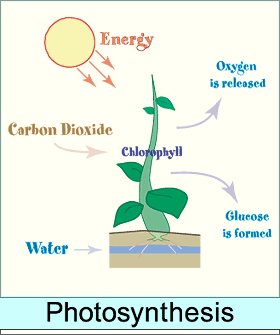 Energy
Oxygen
is released
Carbon Dioxide
Chlorophyll
Glucose
is formed
Water
Photosynthesis